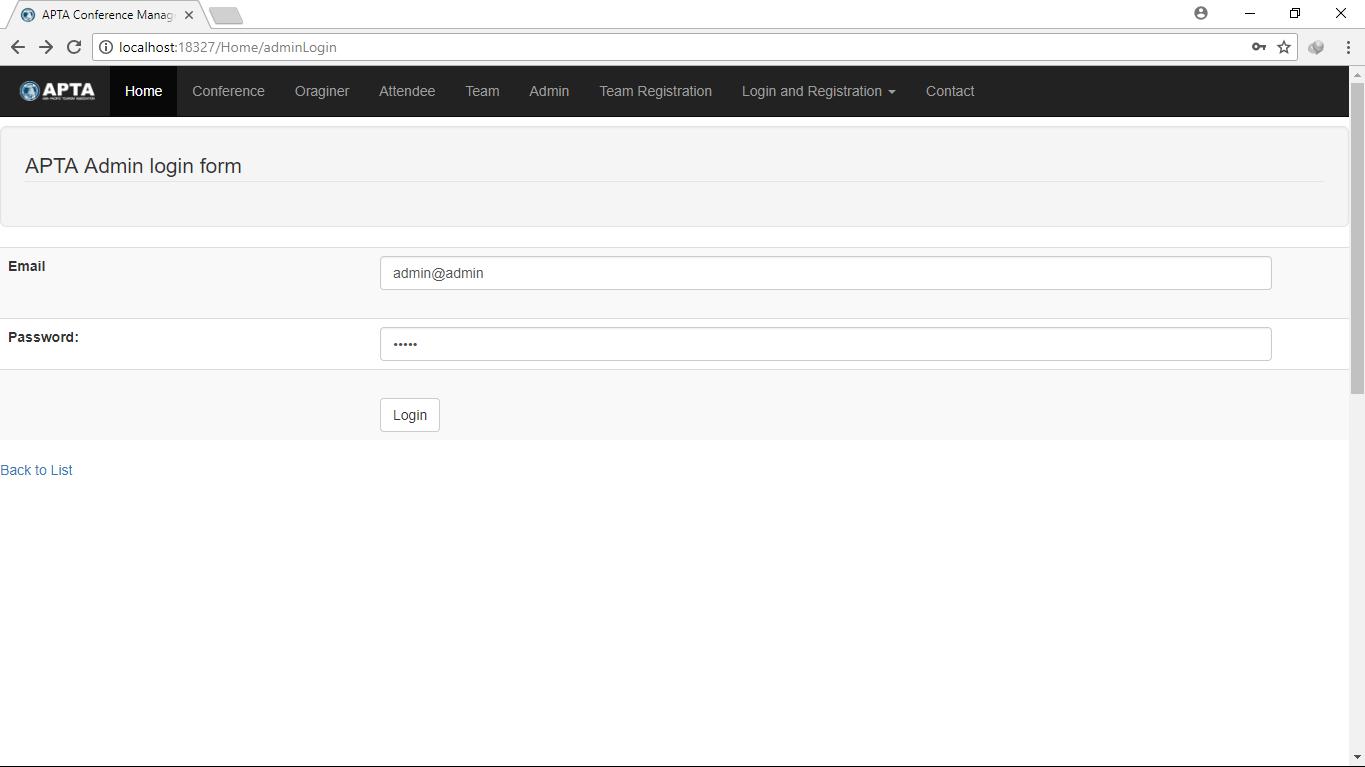 APTA Conference Manag
localhost:18327/Home/adminLogin
APTA
Home Conference Oraginer Attendee Team Admin Team Registration Login and Registration Contact
APTA Admin login form
Email admin@admin
Password: •••••
Login
Back to List